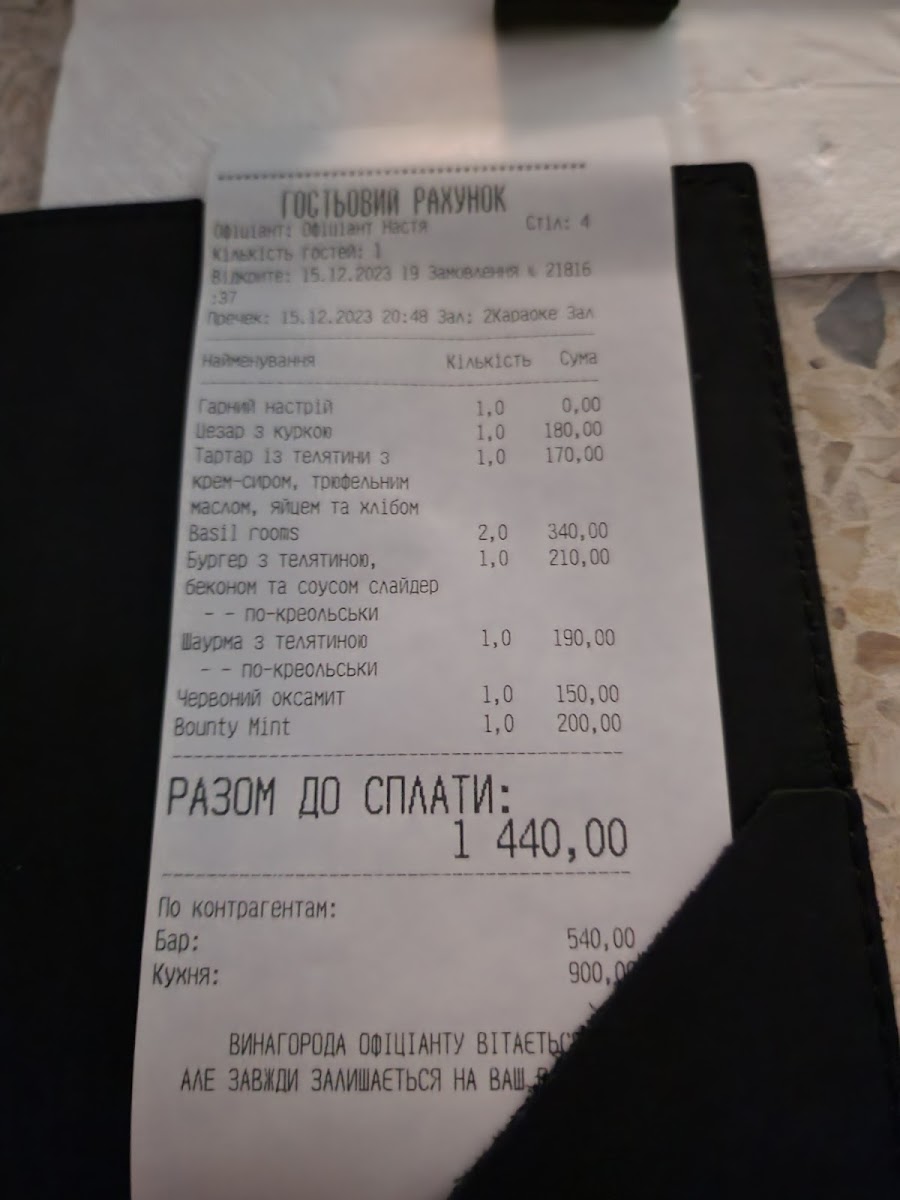 ГОСТЬОВИЙ РАХУНОК
Офіціант: Офіціант Настя Стіл: 4
Кількість гостей: 1
Відкрите: 15.12.2023 19 Замовлення № 21816
:37
Пречек: 15.12.2023 20:48 Зал: 2Караоке Зал
Найменування Кількість Сума
Гарний настрій 1,0 0,00
Цезар з куркою 1,0 180,00
Тартар із телятини з 1,0 170,00
крем-сиром, трюфельним
маслом, яйцем та хлібом
Basil rooms 2,0 340,00
Бургер з телятиною, 1,0 210,00
беконом та соусом слайдер
- - по-креольськи
Шаурма з телятиною 1,0 190,00
- - по-креольськи
Червоний оксамит 1,0 150,00
Bounty Mint 1,0 200,00
РАЗОМ ДО СПЛАТИ:
1 440,00
По контрагентам:
Бар: 540,00
Кухня: 900,00
ВИНАГОРОДА ОФІЦІАНТУ ВІТАЄТЬСЯ
АЛЕ ЗАВЖДИ ЗАЛИШАЄТЬСЯ НА ВАШ